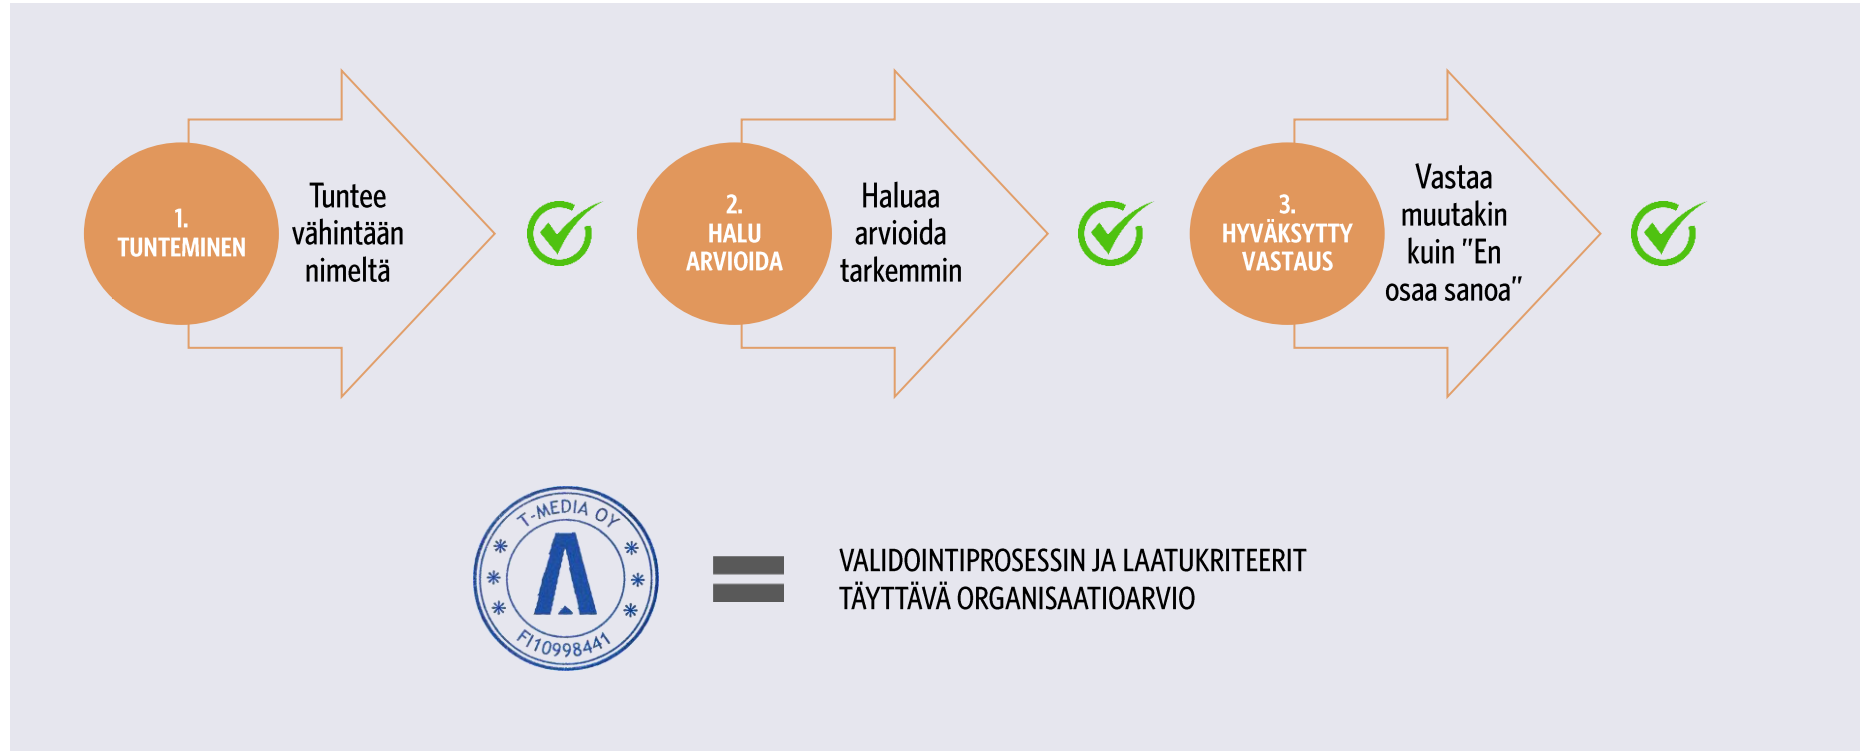 1.
TUNTEMINEN
Tuntee
vähintään
nimeltä
2.
HALU
ARVIOIDA
Haluaa
arvioida
tarkemmin
3.
HYVÄKSYTTY
VASTAUS
Vastaa
muutakin
kuin "En
osaa sanoa"
T-MEDIA OY
FI10998441
VALIDOINTIPROSESSIN JA LAATUKRITEERIT
TÄYTTÄVÄ ORGANISAATIOARVIO